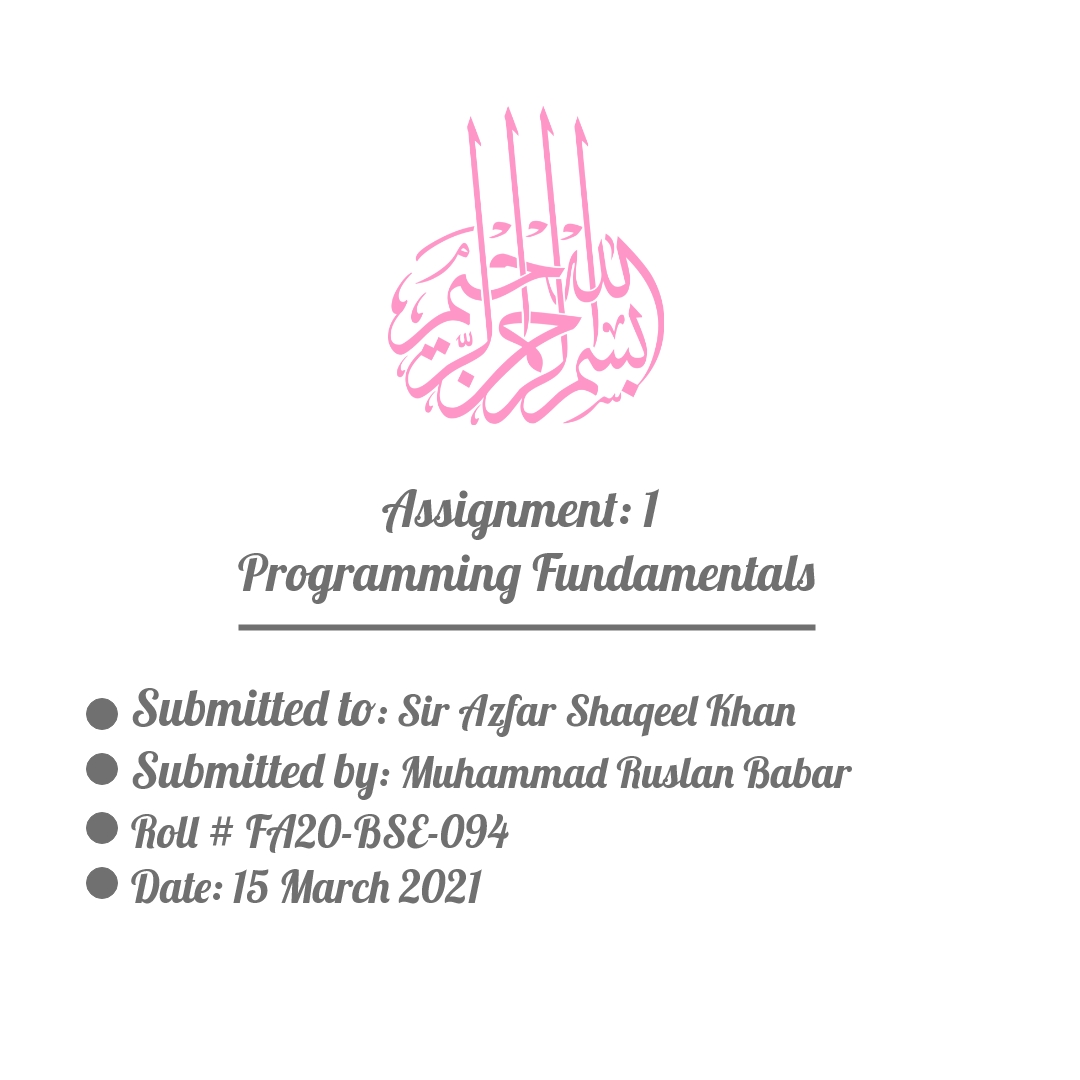 بسم الله الرحمن الرحيم
Assignment: 1
Programming Fundamentals
Submitted to: Sir Azfar Shaqeel Khan
Submitted by: Muhammad Ruslan Babar
Roll # FA20-BSE-094
Date: 15 March 2021